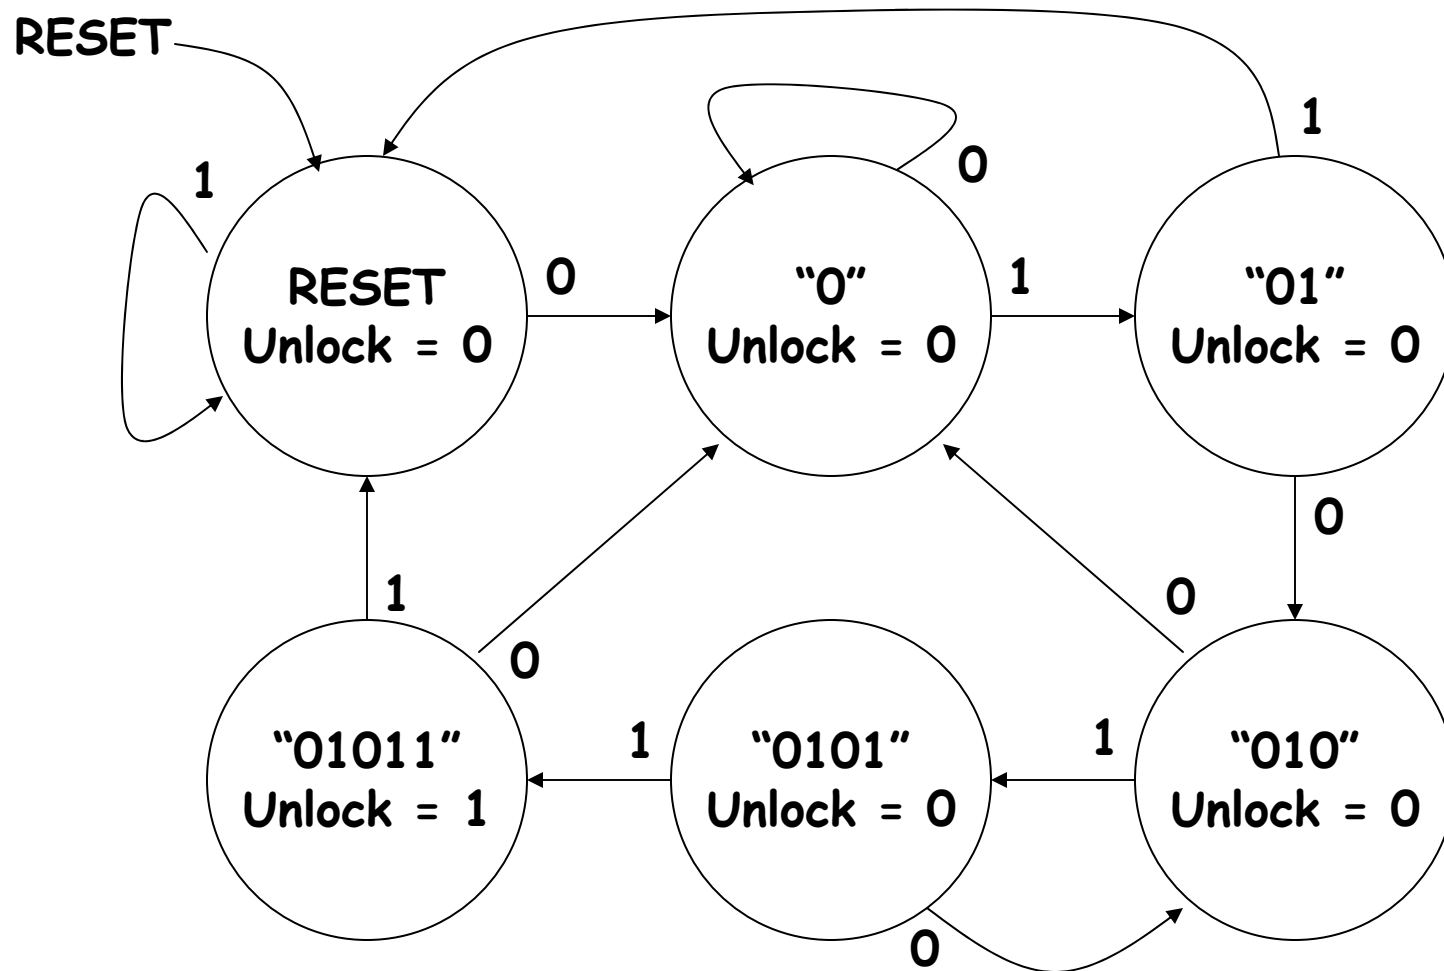 RESET
1
1
0
RESET
Unlock = 0
0
“0”
Unlock = 0
1
“01”
Unlock = 0
0
1
0
0
“01011”
Unlock = 1
1
“0101”
Unlock = 0
1
“010”
Unlock = 0
0